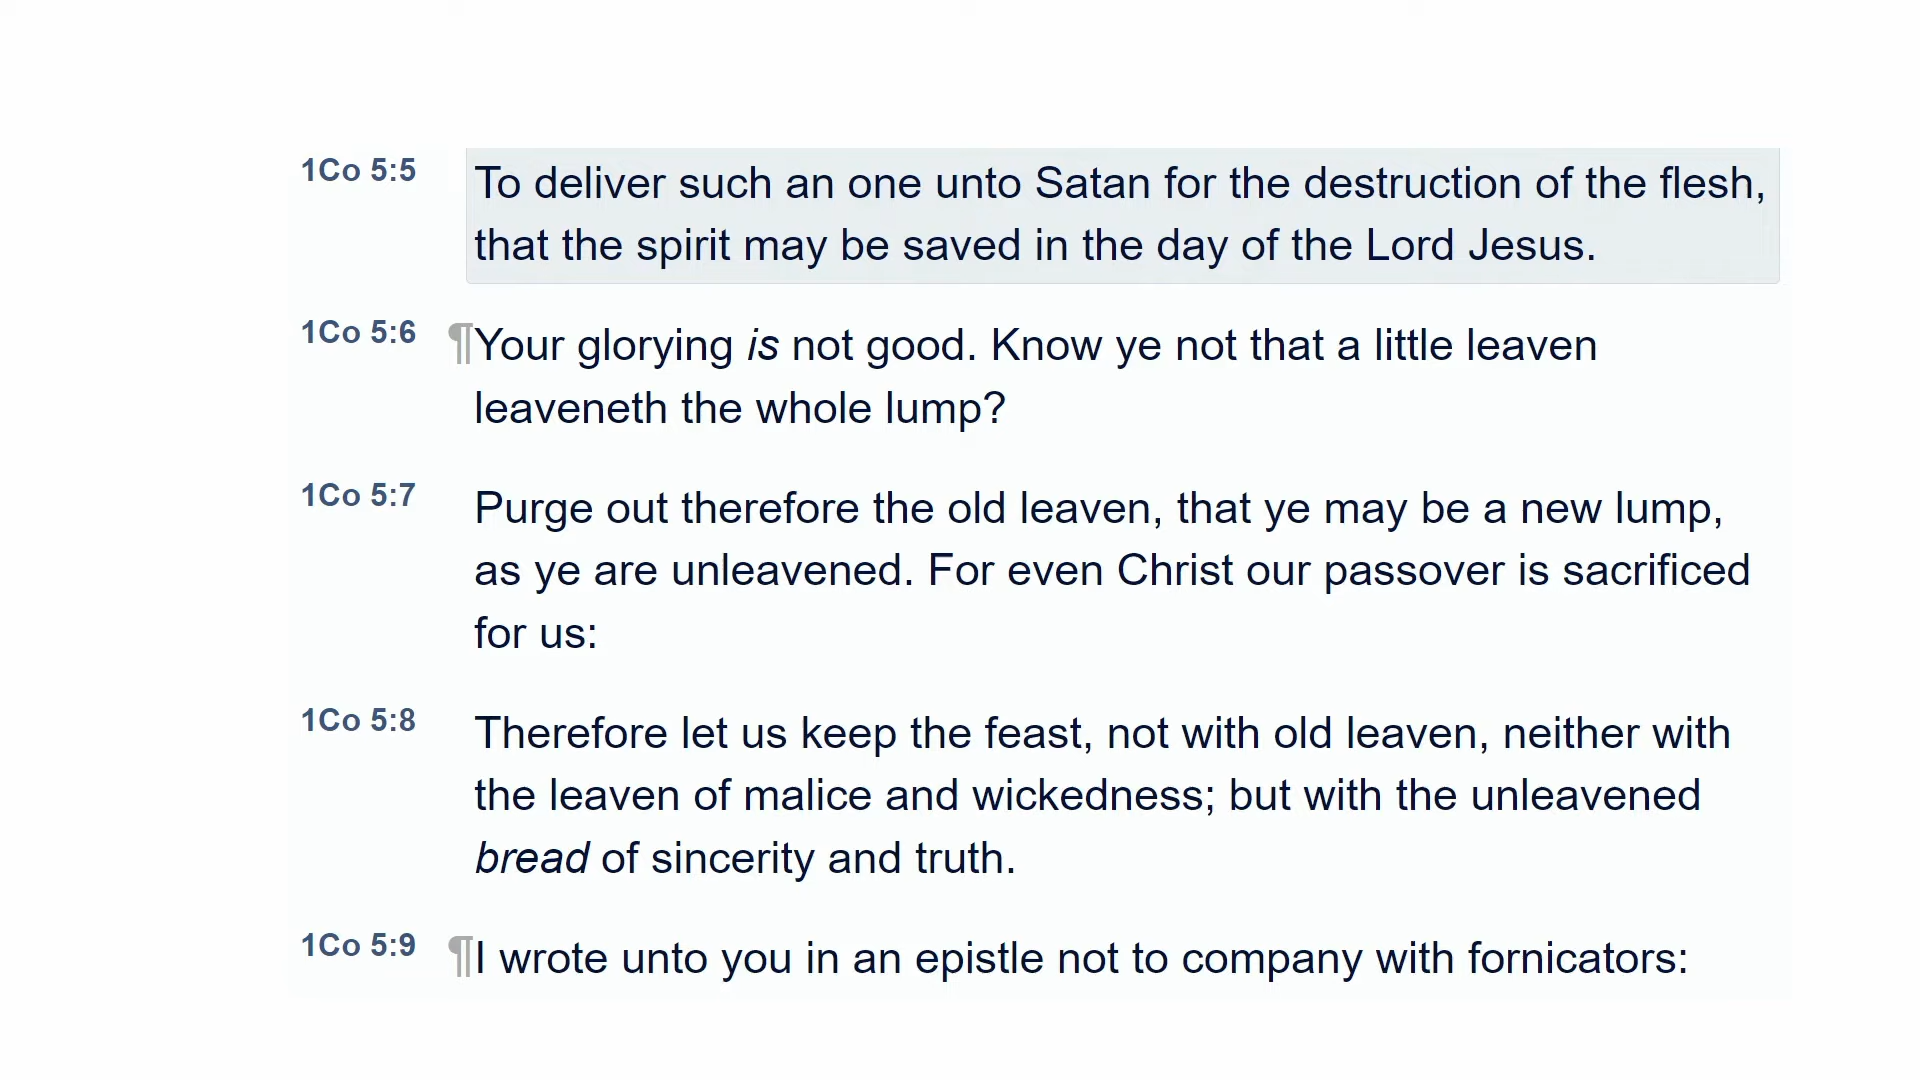 1Co 5:5 To deliver such an one unto Satan for the destruction of the flesh,
that the spirit may be saved in the day of the Lord Jesus.
1Co 5:6 ¶Your glorying is not good. Know ye not that a little leaven
leaveneth the whole lump?
1Co 5:7 Purge out therefore the old leaven, that ye may be a new lump,
as ye are unleavened. For even Christ our passover is sacrificed
for us:
1Co 5:8 Therefore let us keep the feast, not with old leaven, neither with
the leaven of malice and wickedness; but with the unleavened
bread of sincerity and truth.
1Co 5:9 ¶I wrote unto you in an epistle not to company with fornicators: